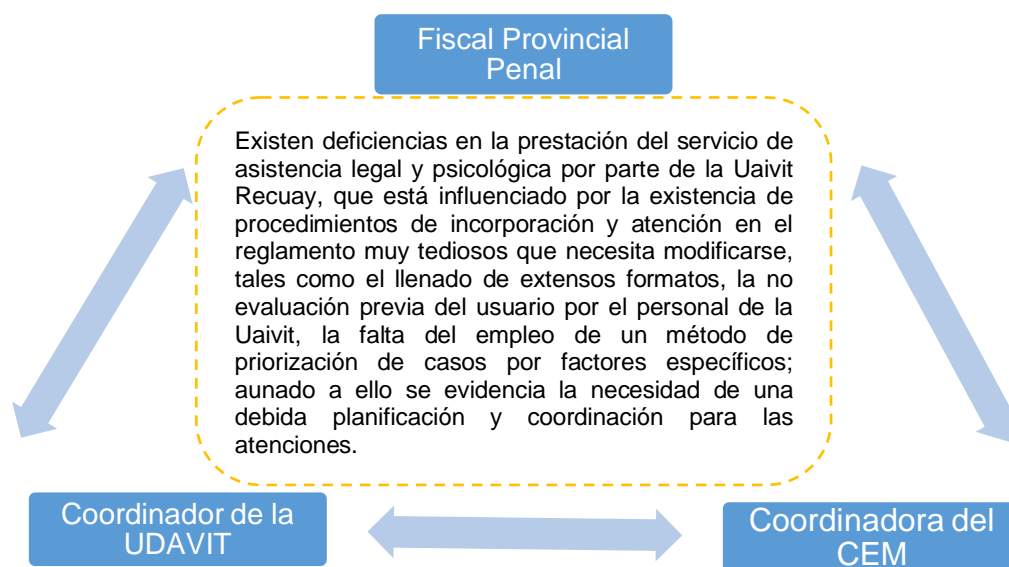 Fiscal Provincial
Penal
Existen deficiencias en la prestación del servicio de
asistencia legal y psicológica por parte de la Uaivit
Recuay, que está influenciado por la existencia de
procedimientos de incorporación y atención en el
reglamento muy tediosos que necesita modificarse,
tales como el llenado de extensos formatos, la no
evaluación previa del usuario por el personal de la
Uaivit, la falta del empleo de un método de
priorización de casos por factores específicos;
aunado a ello se evidencia la necesidad de una
debida planificación y coordinación para las
atenciones.
Coordinador de la
UDAVIT
Coordinadora del
CEM